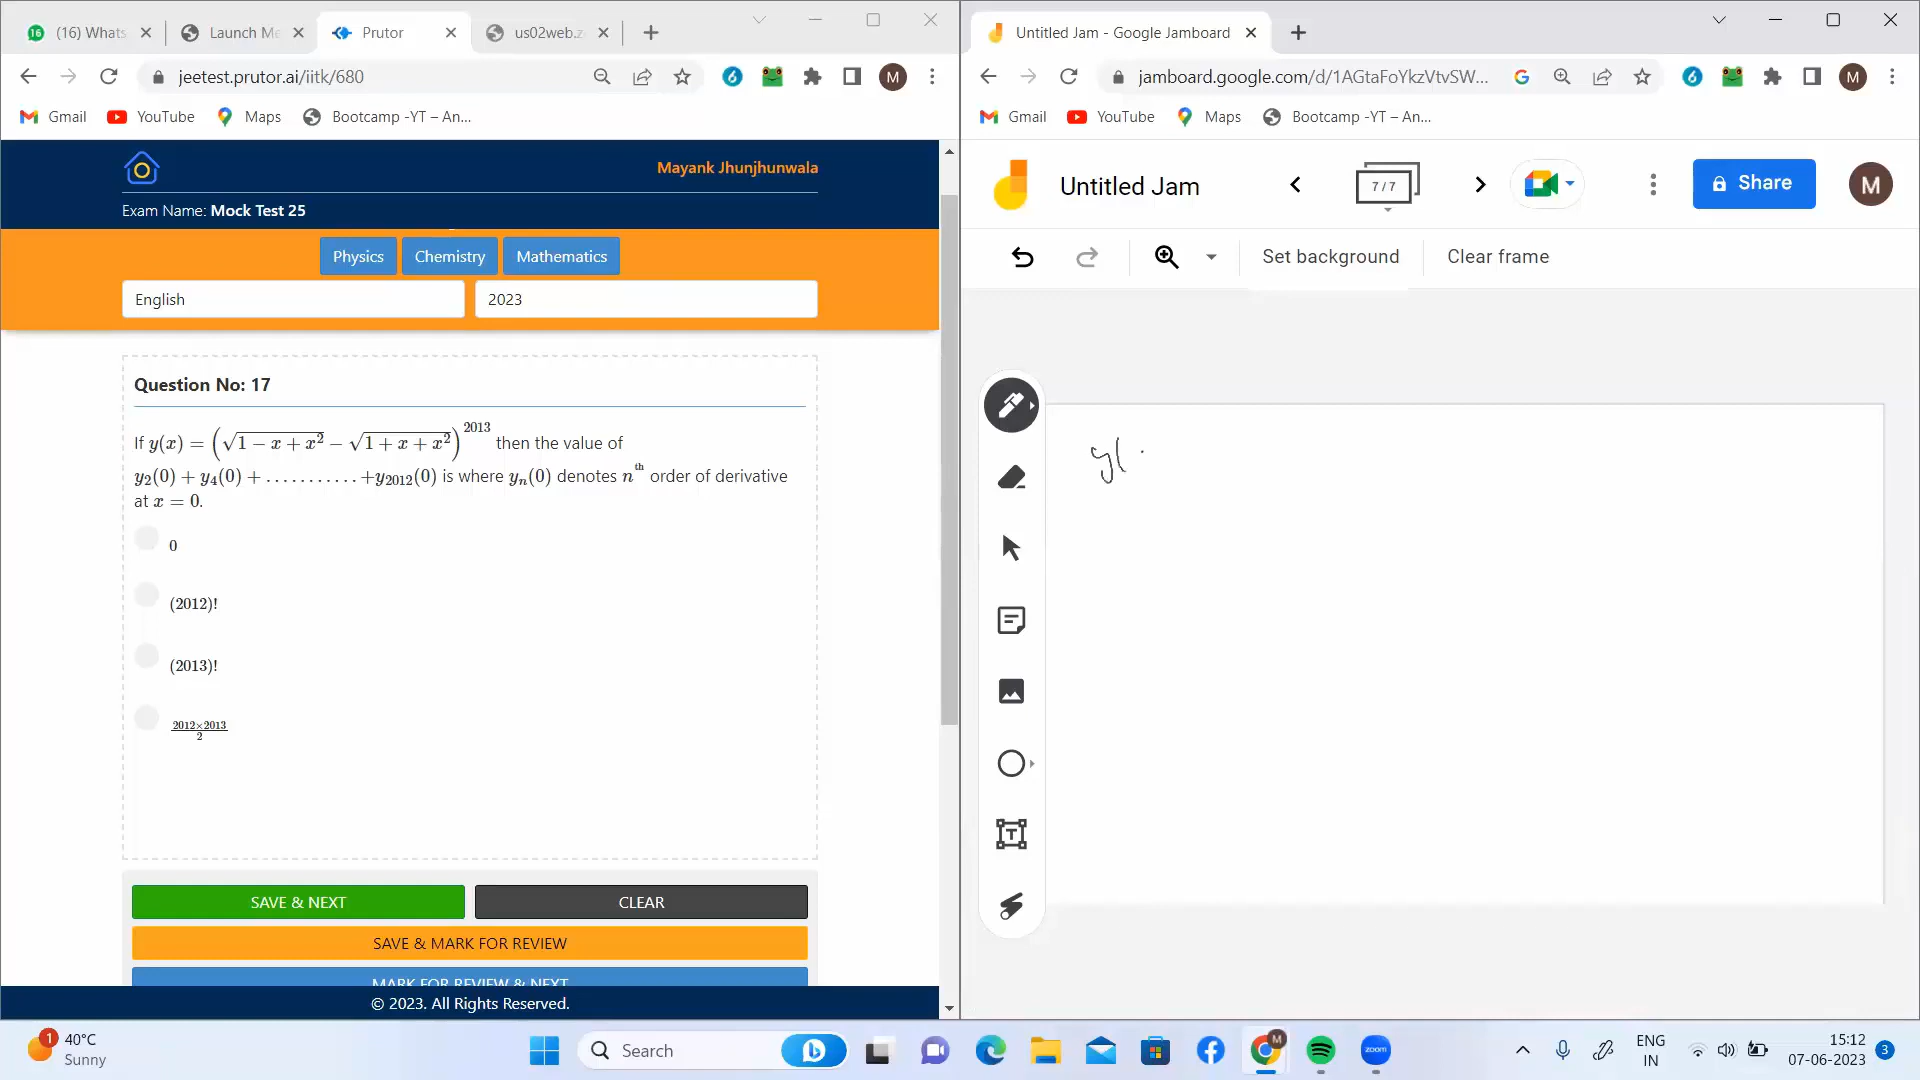 (16) Whats
Launch Me
Prutor
us02web.z
jeetest.prutor.ai/iitk/680
Gmail
YouTube
Maps
Bootcamp -YT – An...
Mayank Jhunjhunwala
Exam Name: Mock Test 25
Physics
Chemistry
Mathematics
English
2023
Question No: 17
If y(x) = (√(1 − x + x²) − √(1 + x + x²))^2013 then the value of
y₂(0) + y₄(0) + . . . . . . . . . . . +y₂₀₁₂(0) is where yₙ(0) denotes n^th order of derivative
at x = 0.
0
(2012)!
(2013)!
2012×2013
2
SAVE & NEXT
CLEAR
SAVE & MARK FOR REVIEW
MARK FOR REVIEW & NEXT
© 2023. All Rights Reserved.
Untitled Jam - Google Jamboard
jamboard.google.com/d/1AGtaFoYkzVtvSW...
M
Gmail
YouTube
Maps
Bootcamp -YT – An...
Untitled Jam
7 / 7
Share
M
Set background
Clear frame
y(
1
40°C
Sunny
Search
zoom
ENG
IN
15:12
07-06-2023
3